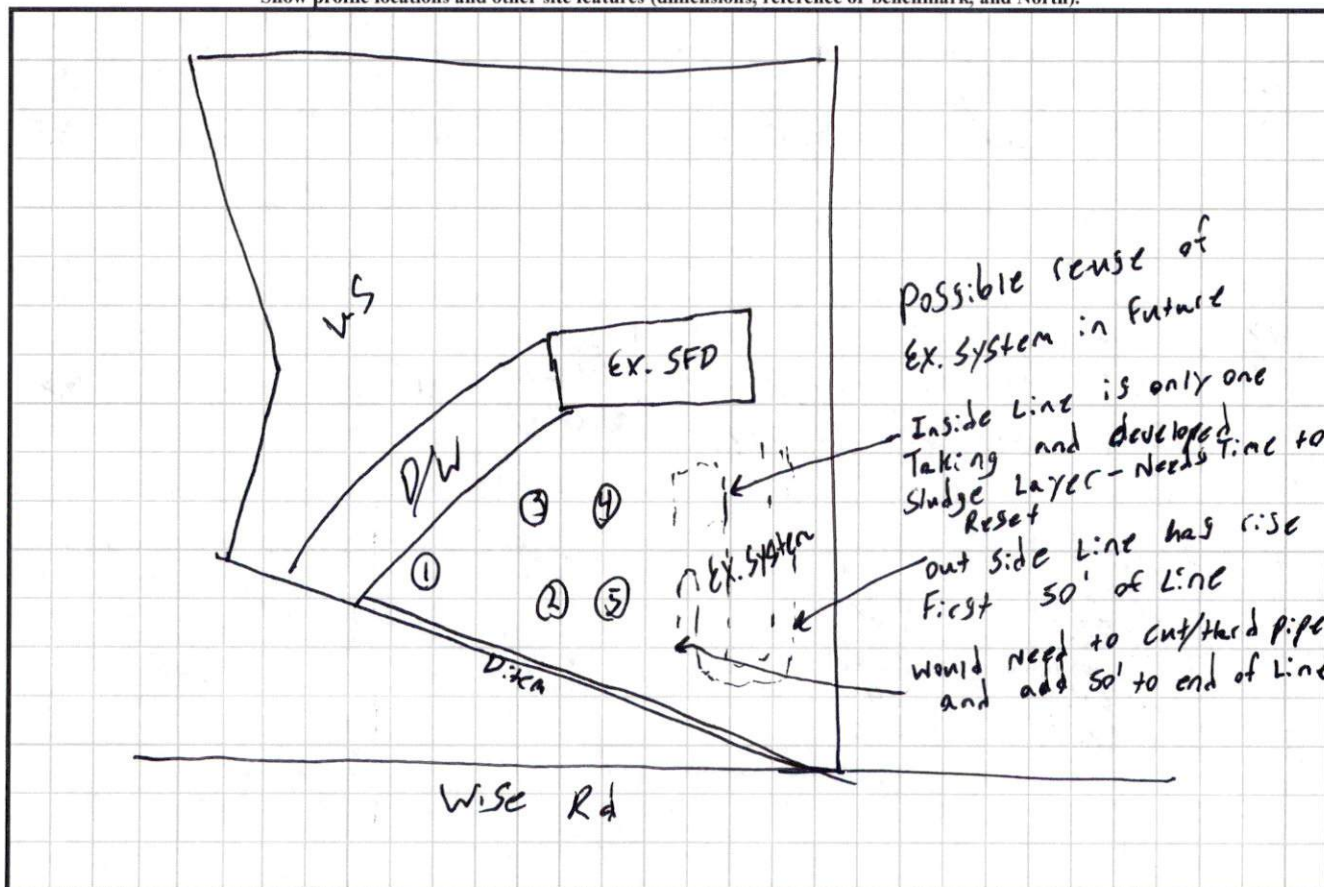 Show profile locations and other site features (dimensions, reference or benchmark, and North).
Possible reuse of
Ex. System in Future
US
Ex. SFD
Inside Line is only one
Taking and developed
Sludge Layer - Needs Time to
Reset
D/W
③ ④
Ex. System
out side Line has rise
First 50' of Line
①
② ⑤
would need to cut/Hard pipe
and add 50' to end of Line
Ditch
Wise Rd